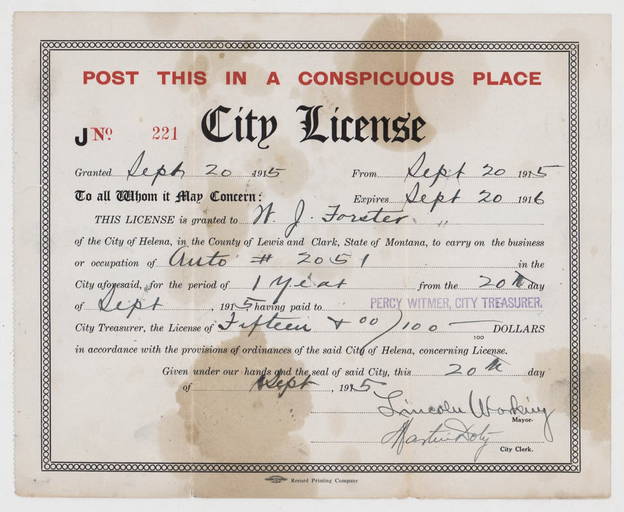 POST THIS IN A CONSPICUOUS PLACE
J No. 221 City License
Granted Sept 20 1915 From Sept 20 1915
To all Whom it May Concern: Expires Sept 20 1916
THIS LICENSE is granted to W. J. Forster "
of the City of Helena, in the County of Lewis and Clark, State of Montana, to carry on the business
or occupation of Auto # 2051 in the
City aforesaid, for the period of 1 year from the 20th day
of Sept, 1915 having paid to PERCY WITMER, CITY TREASURER.
City Treasurer, the License of Fifteen & 00/100 — 100 DOLLARS
in accordance with the provisions of ordinances of the said City of Helena, concerning License.
Given under our hands and the seal of said City, this 20th day
of Sept, 1915
Lincoln Working
Mayor.
Martin Doty
City Clerk.
Record Printing Company